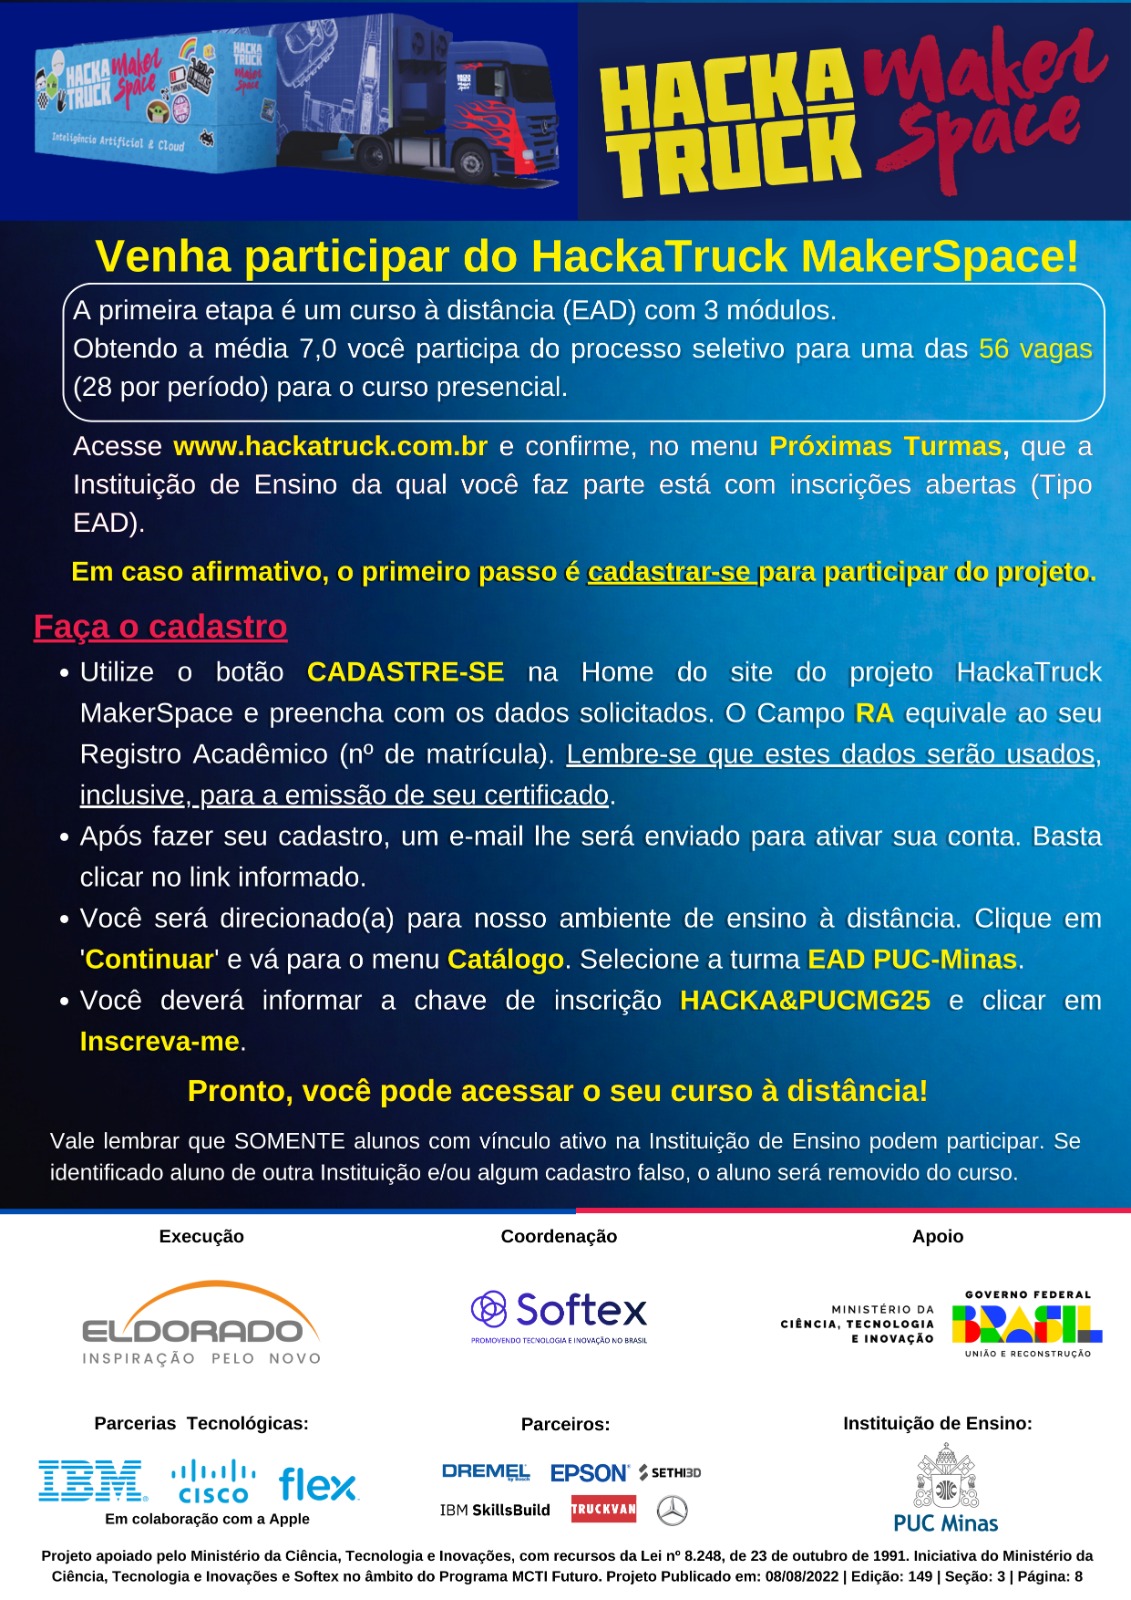 HACKA
TRUCK
Maker
Space
HACKA
TRUCK
Maker
Space
Inteligência Artificial & Cloud
HACKA
TRUCK
Maker
Space
Venha participar do HackaTruck MakerSpace!
A primeira etapa é um curso à distância (EAD) com 3 módulos.
Obtendo a média 7,0 você participa do processo seletivo para uma das 56 vagas
(28 por período) para o curso presencial.
Acesse www.hackatruck.com.br e confirme, no menu Próximas Turmas, que a
Instituição de Ensino da qual você faz parte está com inscrições abertas (Tipo
EAD).
Em caso afirmativo, o primeiro passo é cadastrar-se para participar do projeto.
Faça o cadastro
• Utilize o botão CADASTRE-SE na Home do site do projeto HackaTruck
MakerSpace e preencha com os dados solicitados. O Campo RA equivale ao seu
Registro Acadêmico (nº de matrícula). Lembre-se que estes dados serão usados,
inclusive, para a emissão de seu certificado.
• Após fazer seu cadastro, um e-mail lhe será enviado para ativar sua conta. Basta
clicar no link informado.
• Você será direcionado(a) para nosso ambiente de ensino à distância. Clique em
'Continuar' e vá para o menu Catálogo. Selecione a turma EAD PUC-Minas.
• Você deverá informar a chave de inscrição HACKA&PUCMG25 e clicar em
Inscreva-me.
Pronto, você pode acessar o seu curso à distância!
Vale lembrar que SOMENTE alunos com vínculo ativo na Instituição de Ensino podem participar. Se
identificado aluno de outra Instituição e/ou algum cadastro falso, o aluno será removido do curso.
Execução
ELDORADO
INSPIRAÇÃO PELO NOVO
Coordenação
Softex
PROMOVENDO TECNOLOGIA E INOVAÇÃO NO BRASIL
Apoio
MINISTÉRIO DA
CIÊNCIA, TECNOLOGIA
E INOVAÇÃO
GOVERNO FEDERAL
BRASIL
UNIÃO E RECONSTRUÇÃO
Parcerias Tecnológicas:
IBM
CISCO
flex
Em colaboração com a Apple
Parceiros:
DREMEL
by Bosch
EPSON
SETHI3D
IBM SkillsBuild
TRUCKVAN
Instituição de Ensino:
PUC Minas
Projeto apoiado pelo Ministério da Ciência, Tecnologia e Inovações, com recursos da Lei nº 8.248, de 23 de outubro de 1991. Iniciativa do Ministério da
Ciência, Tecnologia e Inovações e Softex no âmbito do Programa MCTI Futuro. Projeto Publicado em: 08/08/2022 | Edição: 149 | Seção: 3 | Página: 8